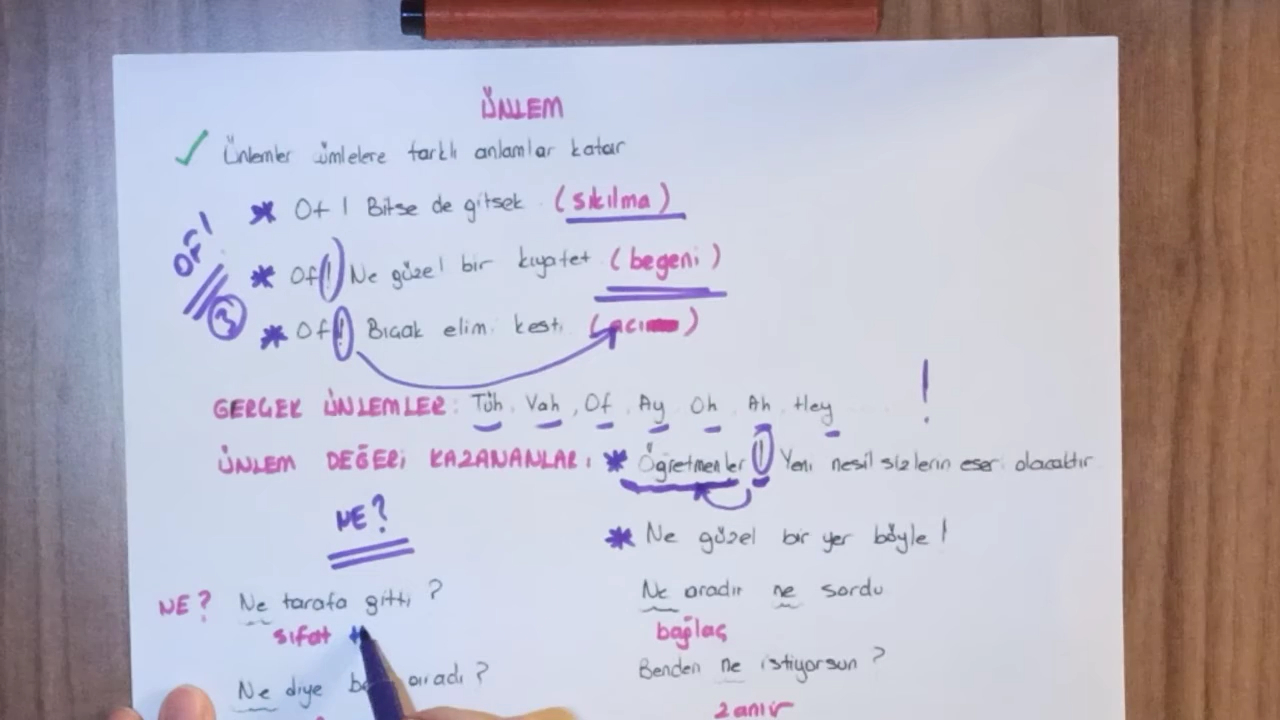 ÜNLEM
✓ Ünlemler cümlelere farklı anlamlar katar
* Of ! Bitse de gitsek (sıkılma)
OF!
* Of! Ne güzel bir kıyafet (beğeni)
3
* Of! Bıçak elimi kesti
GERÇEK ÜNLEMLER: Tüh, Vah, Of, Ay, Oh, Ah, Hey ..... !
ÜNLEM DEĞERİ KAZANANLAR: * Öğretmenler! Yeni nesil sizlerin eseri olacaktır
NE?
* Ne güzel bir yer böyle!
NE? Ne tarafa gitti ?
sıfat
Ne diye aradı ?
Ne aradır ne sordu
bağlaç
Benden ne istiyorsun ?
zamir